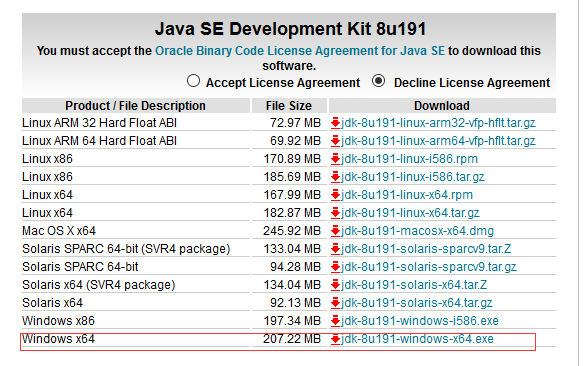 Java SE Development Kit 8u191
You must accept the Oracle Binary Code License Agreement for Java SE to download this
software.
Accept License Agreement Decline License Agreement
Product / File Description File Size Download
Linux ARM 32 Hard Float ABI 72.97 MB jdk-8u191-linux-arm32-vfp-hflt.tar.gz
Linux ARM 64 Hard Float ABI 69.92 MB jdk-8u191-linux-arm64-vfp-hflt.tar.gz
Linux x86 170.89 MB jdk-8u191-linux-i586.rpm
Linux x86 185.69 MB jdk-8u191-linux-i586.tar.gz
Linux x64 167.99 MB jdk-8u191-linux-x64.rpm
Linux x64 182.87 MB jdk-8u191-linux-x64.tar.gz
Mac OS X x64 245.92 MB jdk-8u191-macosx-x64.dmg
Solaris SPARC 64-bit (SVR4 package) 133.04 MB jdk-8u191-solaris-sparcv9.tar.Z
Solaris SPARC 64-bit 94.28 MB jdk-8u191-solaris-sparcv9.tar.gz
Solaris x64 (SVR4 package) 134.04 MB jdk-8u191-solaris-x64.tar.Z
Solaris x64 92.13 MB jdk-8u191-solaris-x64.tar.gz
Windows x86 197.34 MB jdk-8u191-windows-i586.exe
Windows x64 207.22 MB jdk-8u191-windows-x64.exe